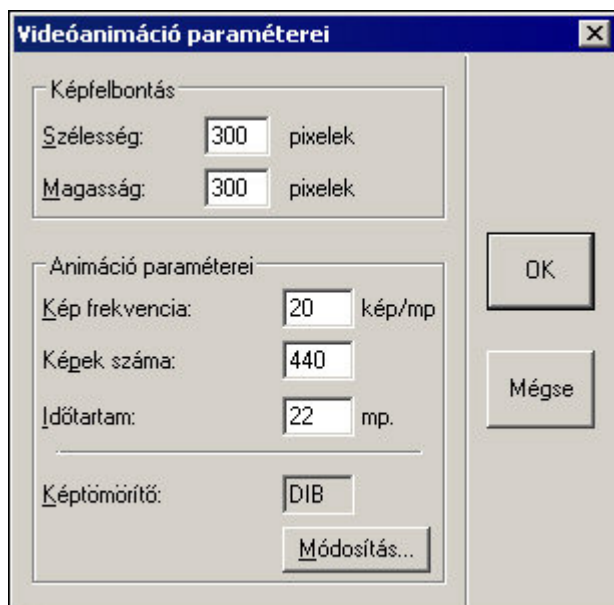 Videóanimáció paraméterei
Képfelbontás
Szélesség: 300 pixelek
Magasság: 300 pixelek
Animáció paraméterei
Kép frekvencia: 20 kép/mp
Képek száma: 440
Időtartam: 22 mp.
Képtömörítő: DIB
Módosítás...
OK
Mégse